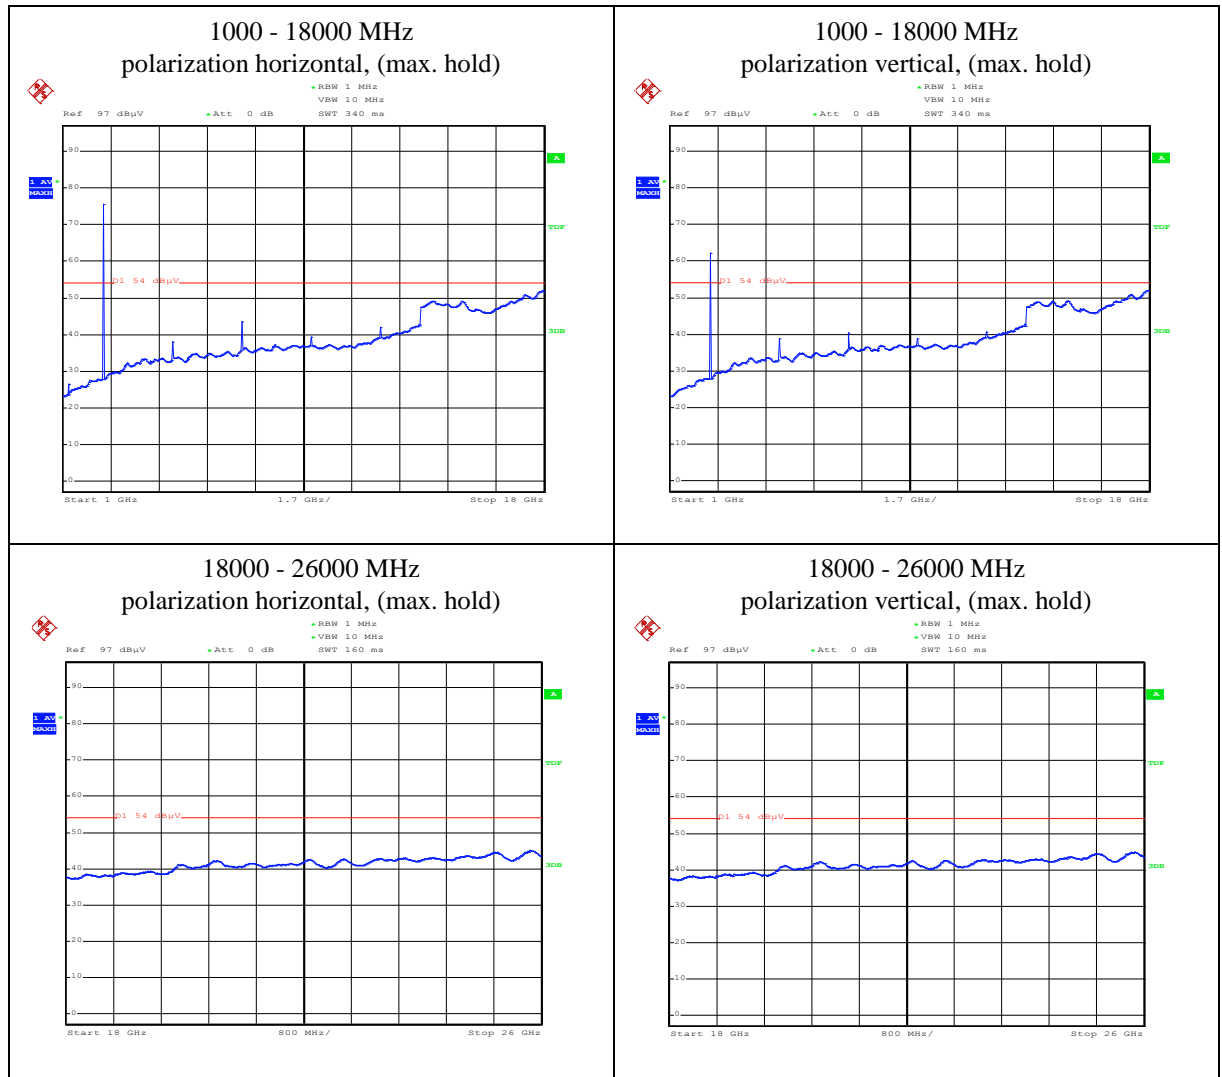 1000 - 18000 MHz
polarization horizontal, (max. hold)
R S
*RBW 1 MHz
VBW 10 MHz
Ref 97 dBµV *Att 0 dB SWT 340 ms
90
A
1 AV *
MAXH
80
70
TDF
60
D1 54 dBµV
50
40
3DB
30
20
10
0
Start 1 GHz 1.7 GHz/ Stop 18 GHz
1000 - 18000 MHz
polarization vertical, (max. hold)
R S
*RBW 1 MHz
VBW 10 MHz
Ref 97 dBµV *Att 0 dB SWT 340 ms
90
A
1 AV *
MAXH
80
70
TDF
60
D1 54 dBµV
50
40
3DB
30
20
10
0
Start 1 GHz 1.7 GHz/ Stop 18 GHz
18000 - 26000 MHz
polarization horizontal, (max. hold)
R S
*RBW 1 MHz
*VBW 10 MHz
Ref 97 dBµV *Att 0 dB SWT 160 ms
90
A
1 AV *
MAXH
80
70
TDF
60
D1 54 dBµV
50
40
3DB
30
20
10
0
Start 18 GHz 800 MHz/ Stop 26 GHz
18000 - 26000 MHz
polarization vertical, (max. hold)
R S
*RBW 1 MHz
*VBW 10 MHz
Ref 97 dBµV *Att 0 dB SWT 160 ms
90
A
1 AV *
MAXH
80
70
TDF
60
D1 54 dBµV
50
40
3DB
30
20
10
0
Start 18 GHz 800 MHz/ Stop 26 GHz